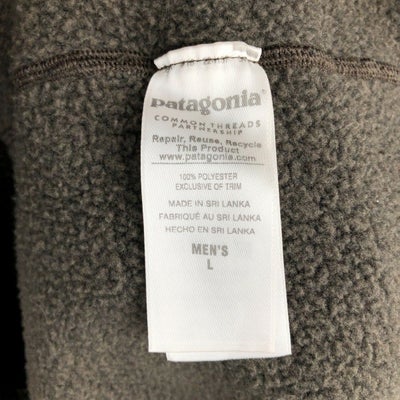 patagonia®
COMMON THREADS
PARTNERSHIP
Repair, Reuse, Recycle
This Product
www.patagonia.com
100% POLYESTER
EXCLUSIVE OF TRIM
MADE IN SRI LANKA
FABRIQUÉ AU SRI LANKA
HECHO EN SRI LANKA
MEN'S
L